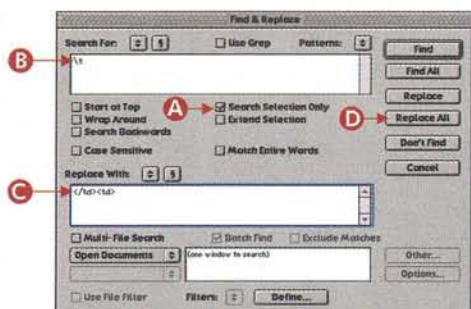 Find & Replace
Search For: ¶ Use Grep Patterns:
B
\t
Find
Find All
Replace
Replace All
Don't Find
Cancel
Start at Top A Search Selection Only
Wrap Around Extend Selection
D
Search Backwards
Case Sensitive Match Entire Words
Replace With: ¶
C
</td><td>
Multi-File Search Batch Find Exclude Matches
Open Documents (one window to search) Other...
Options...
Use File Filter Filters: Define...